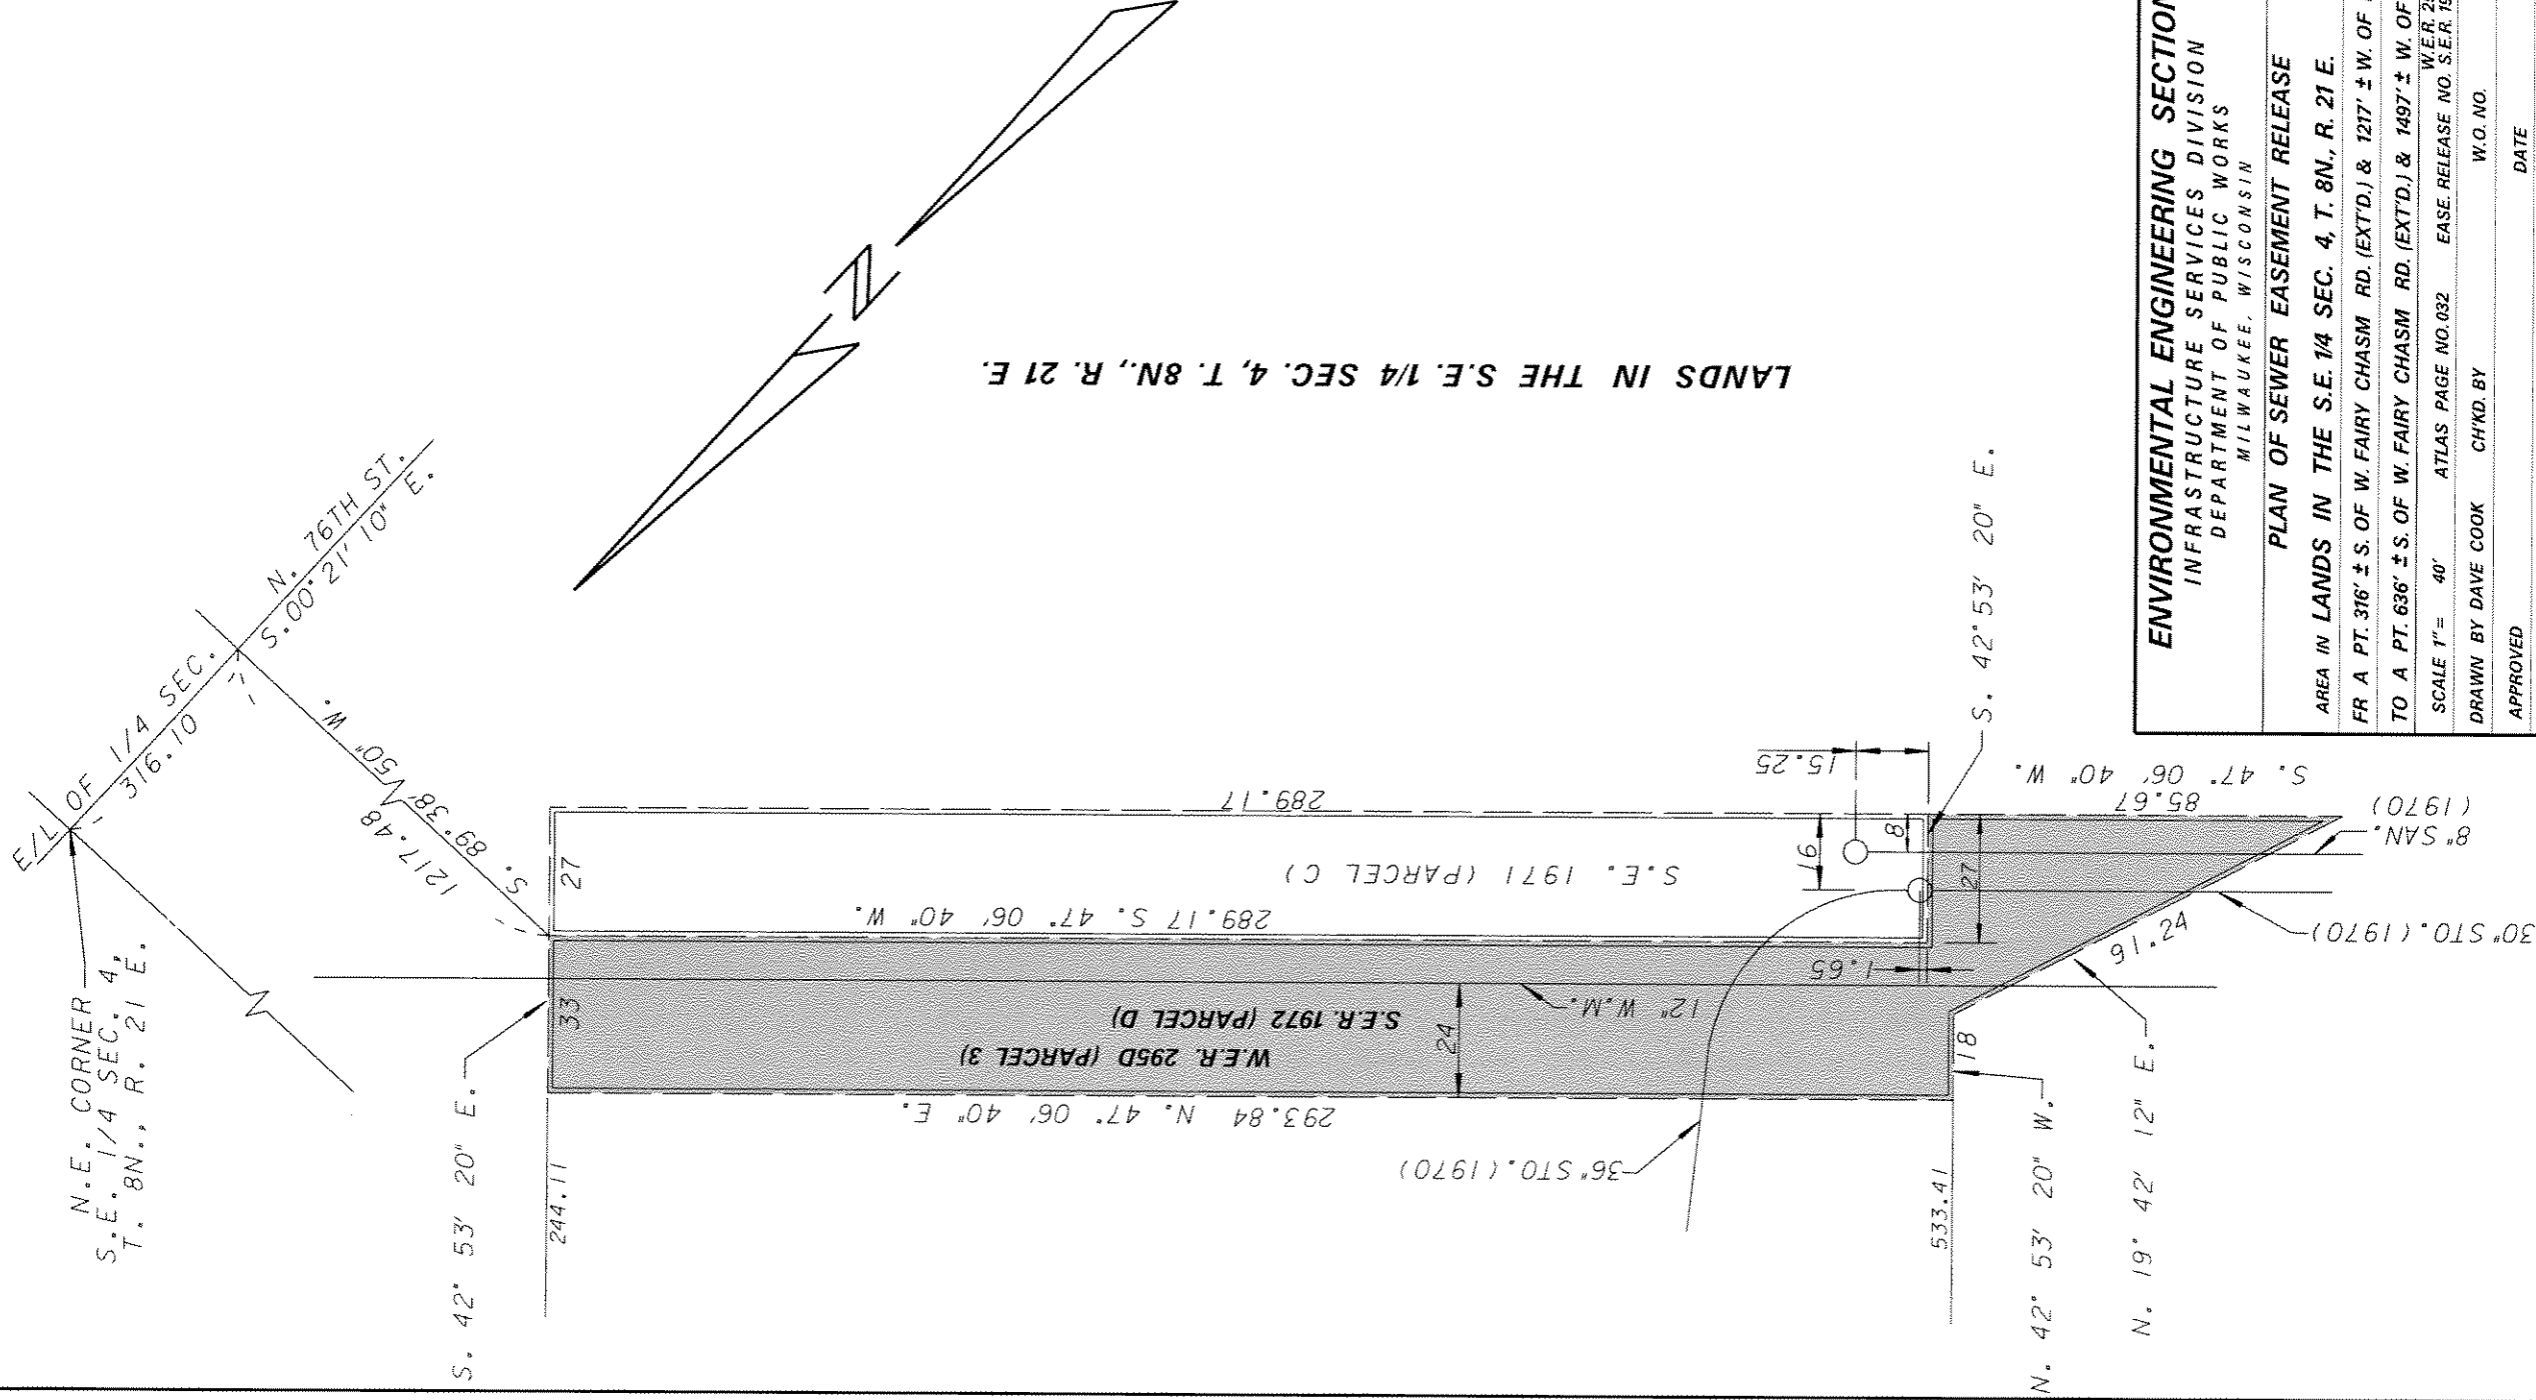 E/L OF 1/4 SEC.
316.10
N. 76TH ST.
S. 00° 21' 10" E.
N.E. CORNER
S.E. 1/4 SEC. 4,
T. 8N., R. 21 E.
1217.48
S. 89° 38' 50" W.
N
LANDS IN THE S.E. 1/4 SEC. 4, T. 8N., R. 21 E.
S. 42° 53' 20" E.
244.11
33
27
289.17
S.E. 1971 (PARCEL C)
289.17 S. 47° 06' 40" W.
12" W.M.
24
S.E.R. 1972 (PARCEL D)
W.E.R. 295D (PARCEL 3)
293.84 N. 47° 06' 40" E.
36" STO. (1970)
15.25
16
8
27
1.65
S. 42° 53' 20" E.
S. 47° 06' 40" W.
85.67
8" SAN.
(1970)
30" STO. (1970)
91.24
18
533.41
N. 42° 53' 20" W.
N. 19° 42' 12" E.
ENVIRONMENTAL ENGINEERING SECTION
INFRASTRUCTURE SERVICES DIVISION
DEPARTMENT OF PUBLIC WORKS
MILWAUKEE, WISCONSIN
PLAN OF SEWER EASEMENT RELEASE
AREA IN LANDS IN THE S.E. 1/4 SEC. 4, T. 8N., R. 21 E.
FR A PT. 316' ± S. OF W. FAIRY CHASM RD. (EXT'D.) & 1217' ± W. OF
TO A PT. 636' ± S. OF W. FAIRY CHASM RD. (EXT'D.) & 1497' ± W. OF
SCALE 1" = 40' ATLAS PAGE NO. 032 EASE. RELEASE NO. W.E.R.
S.E.R.
DRAWN BY DAVE COOK CH'KD. BY W.O. NO.
APPROVED DATE